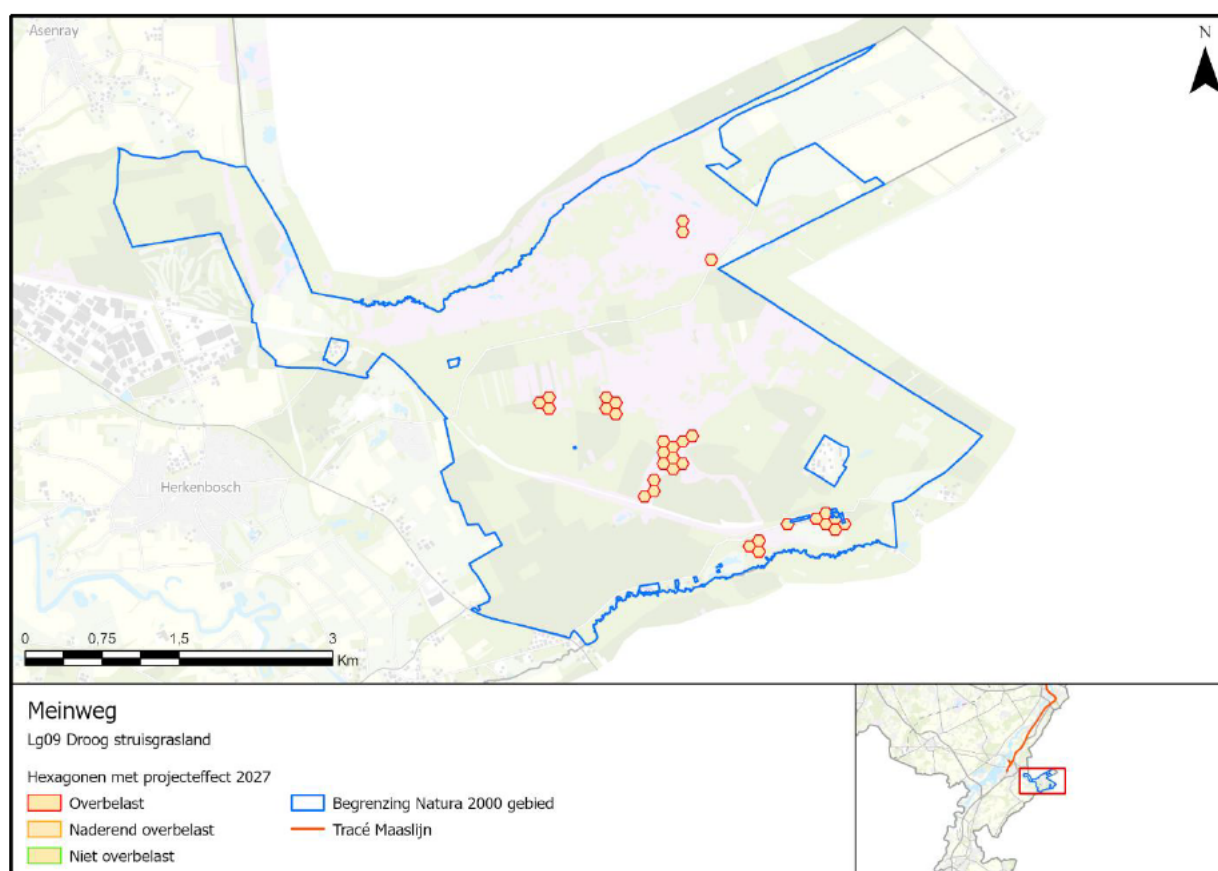 Asenray
N
Herkenbosch
0 0,75 1,5 3
Km
Meinweg
Lg09 Droog struisgrasland
Hexagonen met projecteffect 2027
Overbelast
Naderend overbelast
Niet overbelast
Begrenzing Natura 2000 gebied
Tracé Maaslijn